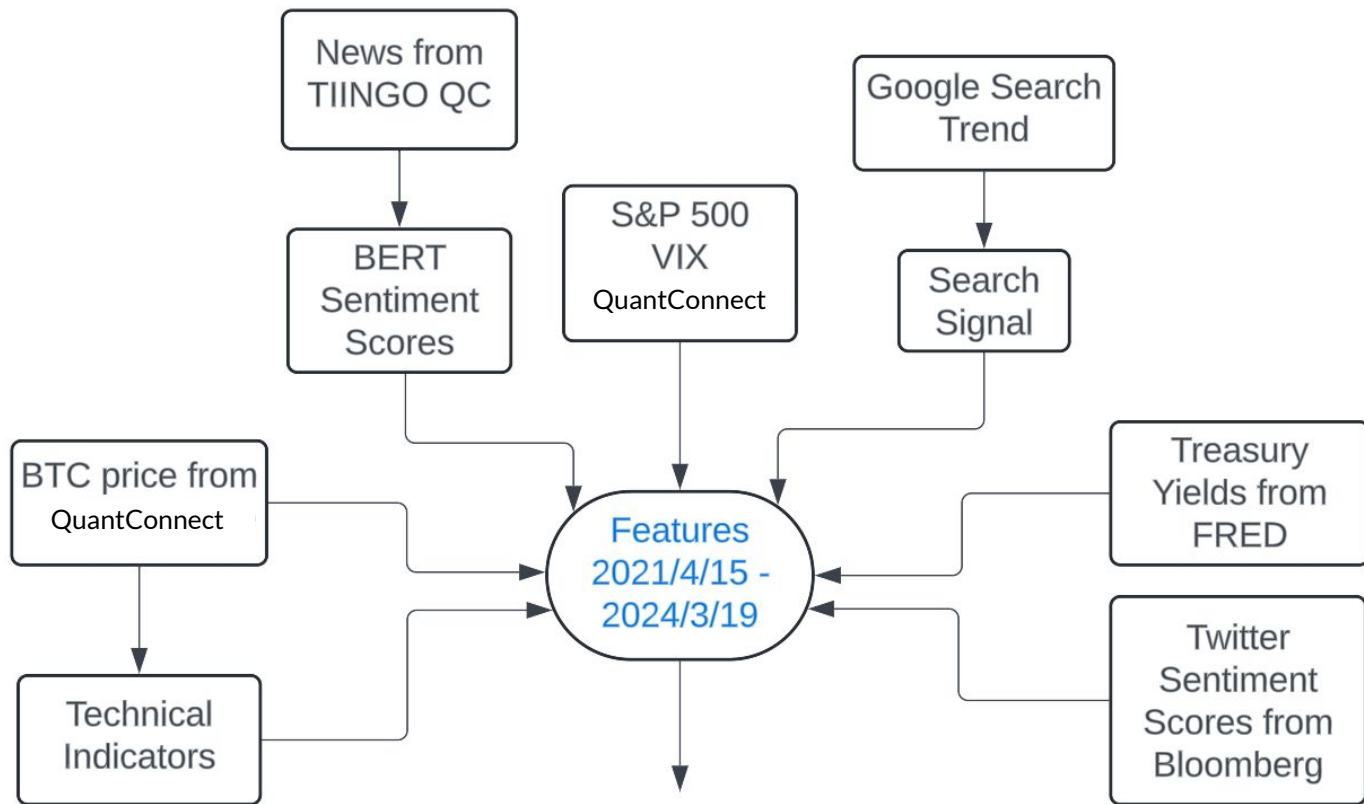 News from
TIINGO QC
Google Search
Trend
S&P 500
VIX
QuantConnect
BERT
Sentiment
Scores
Search
Signal
BTC price from
QuantConnect
Treasury
Yields from
FRED
Features
2021/4/15 -
2024/3/19
Technical
Indicators
Twitter
Sentiment
Scores from
Bloomberg